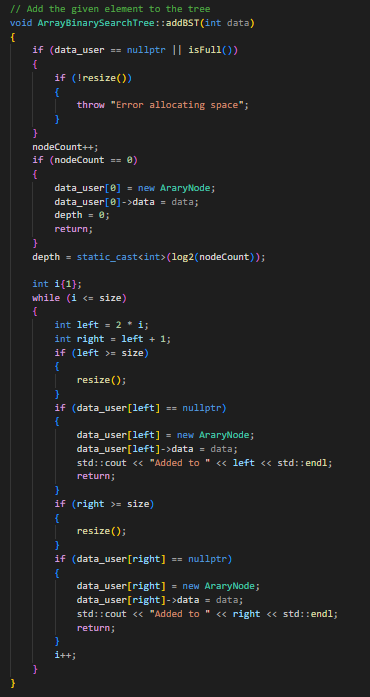 // Add the given element to the tree
void ArrayBinarySearchTree::addBST(int data)
{
    if (data_user == nullptr || isFull())
    {
        if (!resize())
        {
            throw "Error allocating space";
        }
    }
    nodeCount++;
    if (nodeCount == 0)
    {
        data_user[0] = new AraryNode;
        data_user[0]->data = data;
        depth = 0;
        return;
    }
    depth = static_cast<int>(log2(nodeCount));

    int i{1};
    while (i <= size)
    {
        int left = 2 * i;
        int right = left + 1;
        if (left >= size)
        {
            resize();
        }
        if (data_user[left] == nullptr)
        {
            data_user[left] = new AraryNode;
            data_user[left]->data = data;
            std::cout << "Added to " << left << std::endl;
            return;
        }
        if (right >= size)
        {
            resize();
        }
        if (data_user[right] == nullptr)
        {
            data_user[right] = new AraryNode;
            data_user[right]->data = data;
            std::cout << "Added to " << right << std::endl;
            return;
        }
        i++;
    }
}